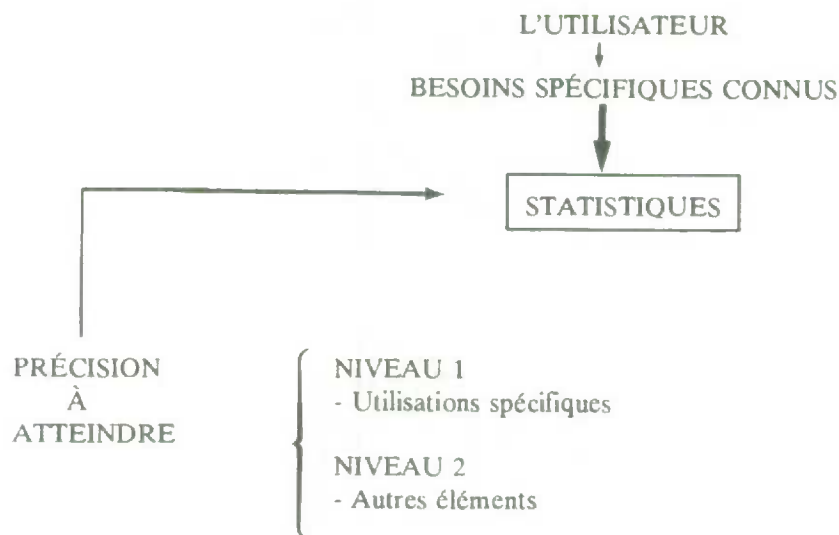 L'UTILISATEUR
BESOINS SPÉCIFIQUES CONNUS
STATISTIQUES
PRÉCISION
À
ATTEINDRE
NIVEAU 1
- Utilisations spécifiques
NIVEAU 2
- Autres éléments